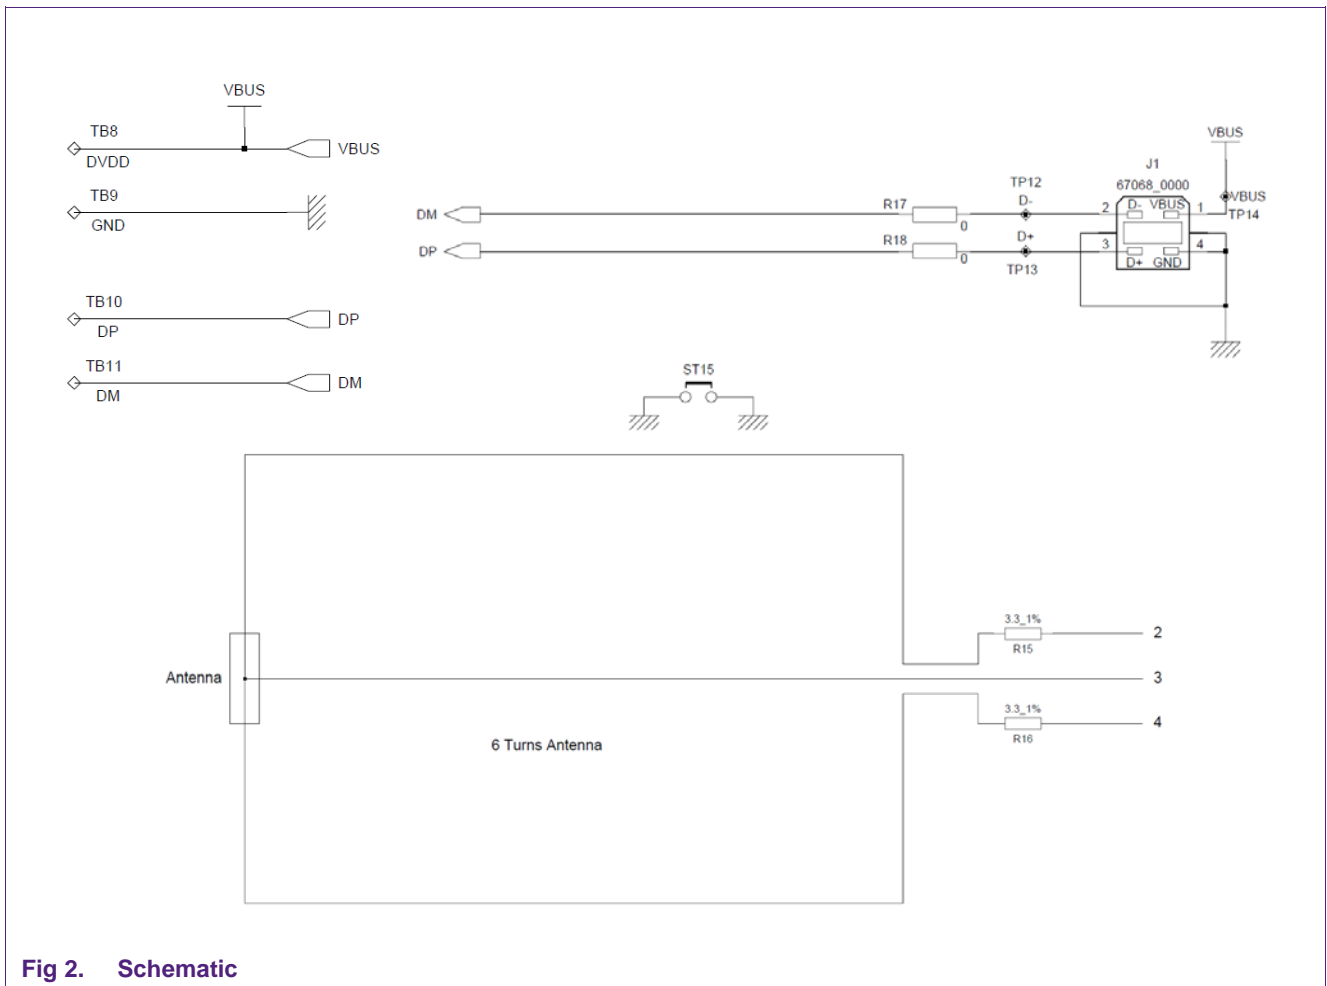 VBUS
TB8
DVDD
VBUS
TB9
GND
TB10
DP
DP
TB11
DM
DM
DM
DP
R17
0
R18
0
TP12
D-
D+
TP13
J1
67068_0000
2
D-
VBUS
1
3
D+
GND
4
VBUS
VBUS
TP14
ST15
Antenna
6 Turns Antenna
3.3_1%
R15
2
3
3.3_1%
R16
4
Fig 2. Schematic